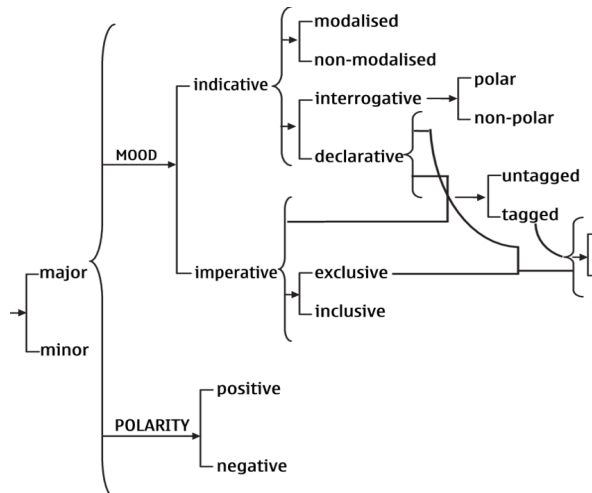 modalised
non-modalised
indicative
interrogative
polar
non-polar
MOOD
declarative
untagged
tagged
imperative
exclusive
inclusive
major
minor
positive
POLARITY
negative